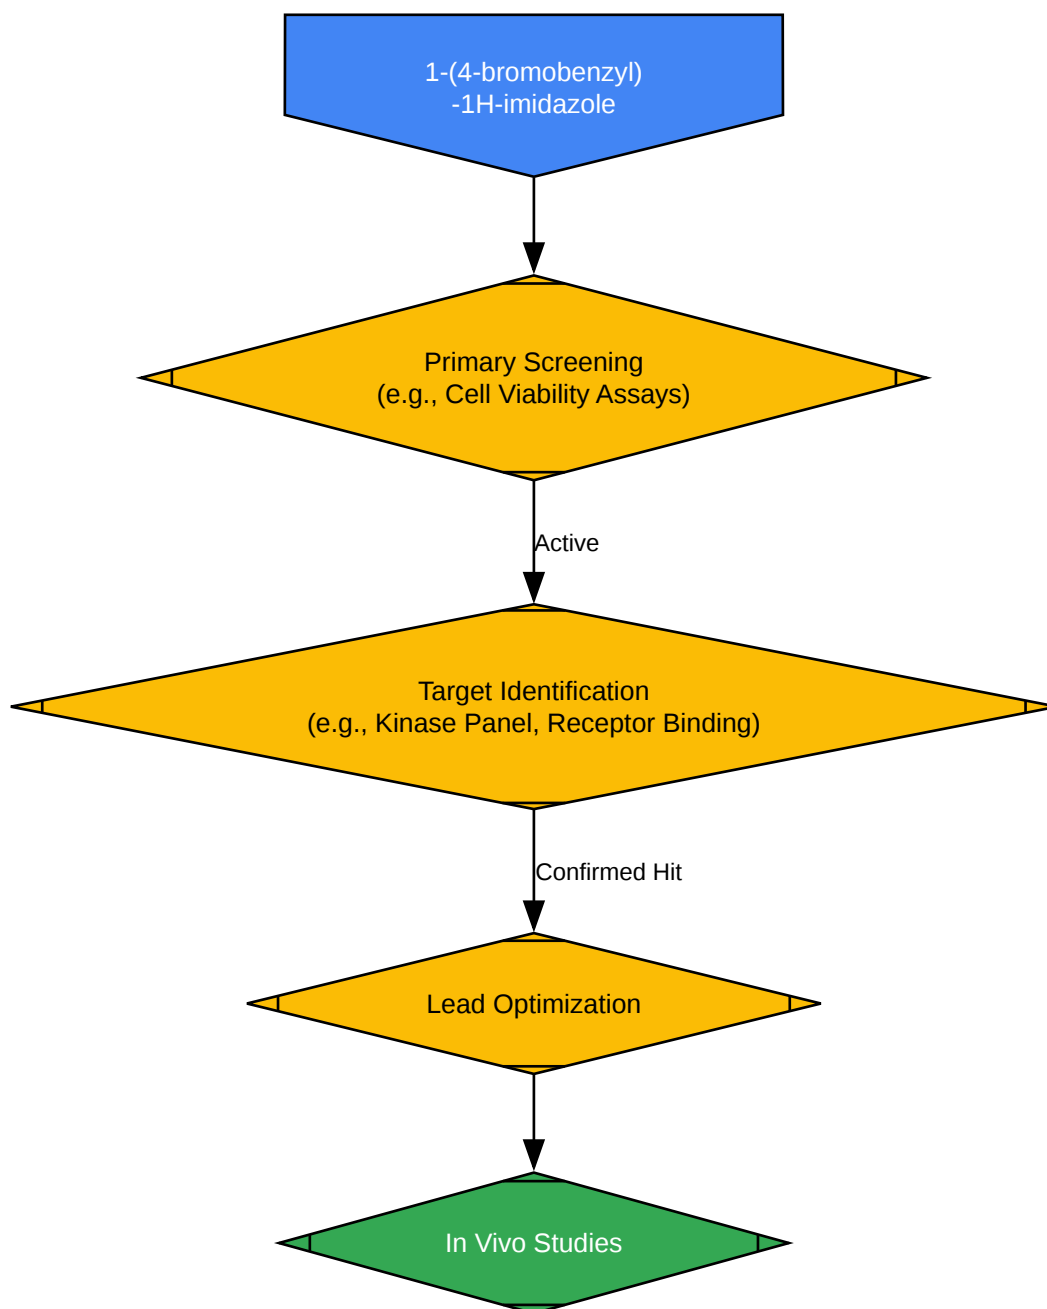 1-(4-bromobenzyl)
-1H-imidazole
Primary Screening
(e.g., Cell Viability Assays)
Active
Target Identification
(e.g., Kinase Panel, Receptor Binding)
Confirmed Hit
Lead Optimization
In Vivo Studies